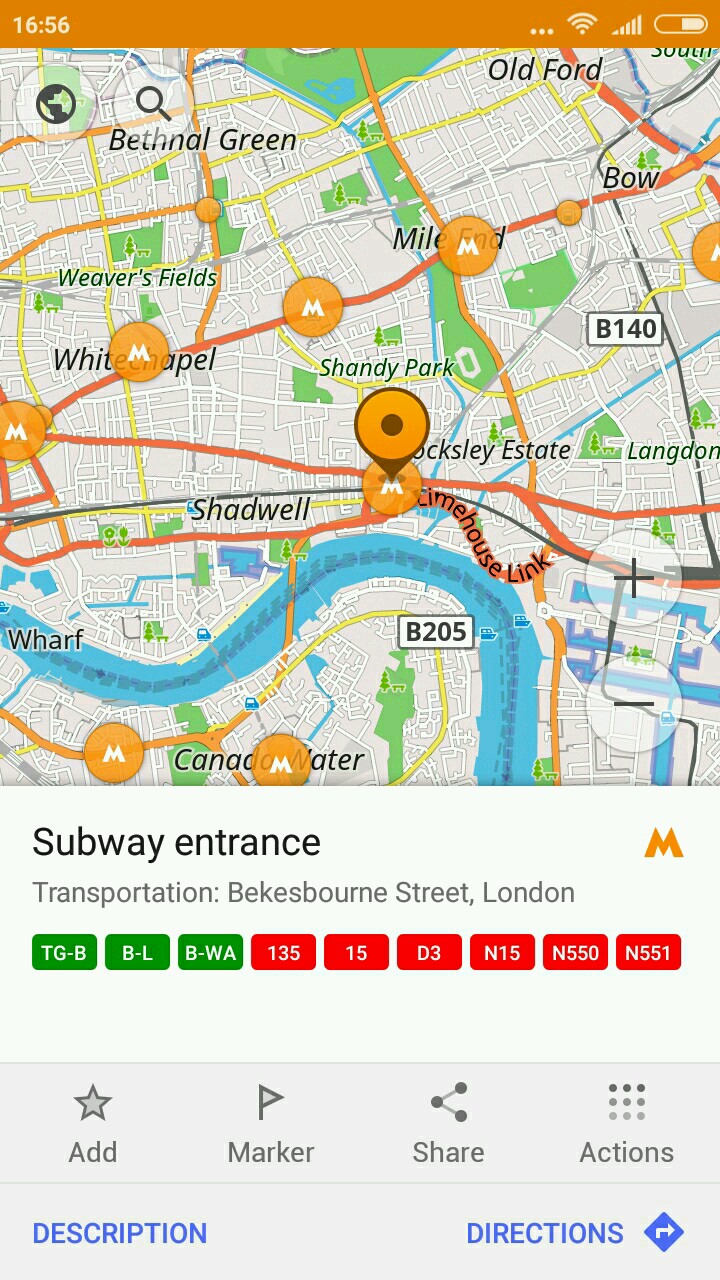 16:56
South
Old Ford
Bethnal Green
Bow
Mile End
Weaver's Fields
B140
Whitechapel
Shandy Park
ocksley Estate
Langdon
Shadwell
Limehouse Link
Wharf
B205
Canada Water
Subway entrance
Transportation: Bekesbourne Street, London
TG-B B-L B-WA 135 15 D3 N15 N550 N551
Add Marker Share Actions
DESCRIPTION DIRECTIONS